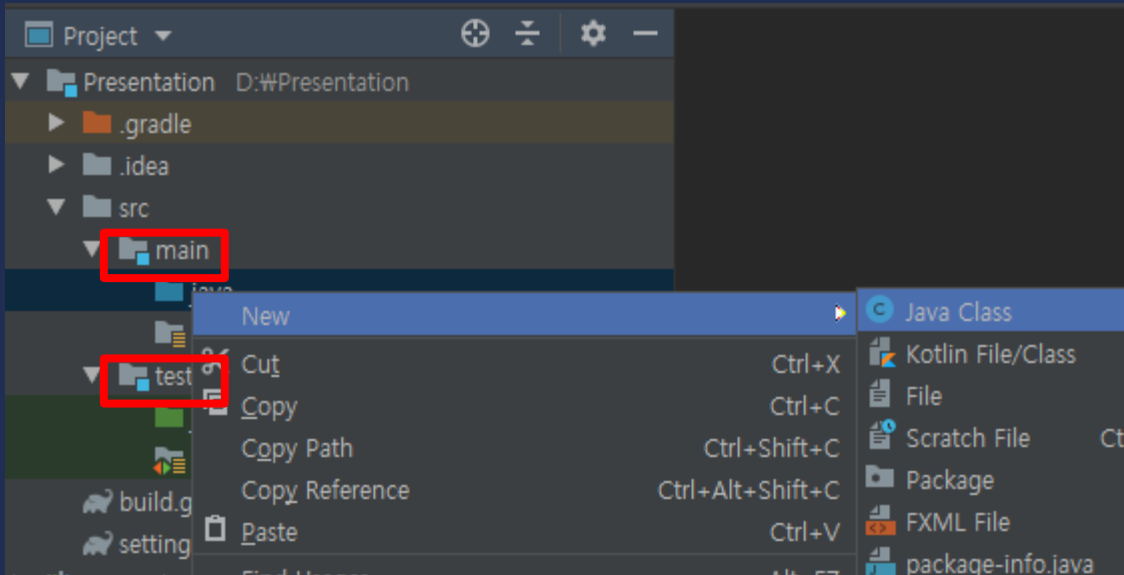 Project
Presentation D:₩Presentation
.gradle
.idea
src
main
java
test
build.g
setting
New
Cut Ctrl+X
Copy Ctrl+C
Copy Path Ctrl+Shift+C
Copy Reference Ctrl+Alt+Shift+C
Paste Ctrl+V
Java Class
Kotlin File/Class
File
Scratch File Ct
Package
FXML File
package-info.java